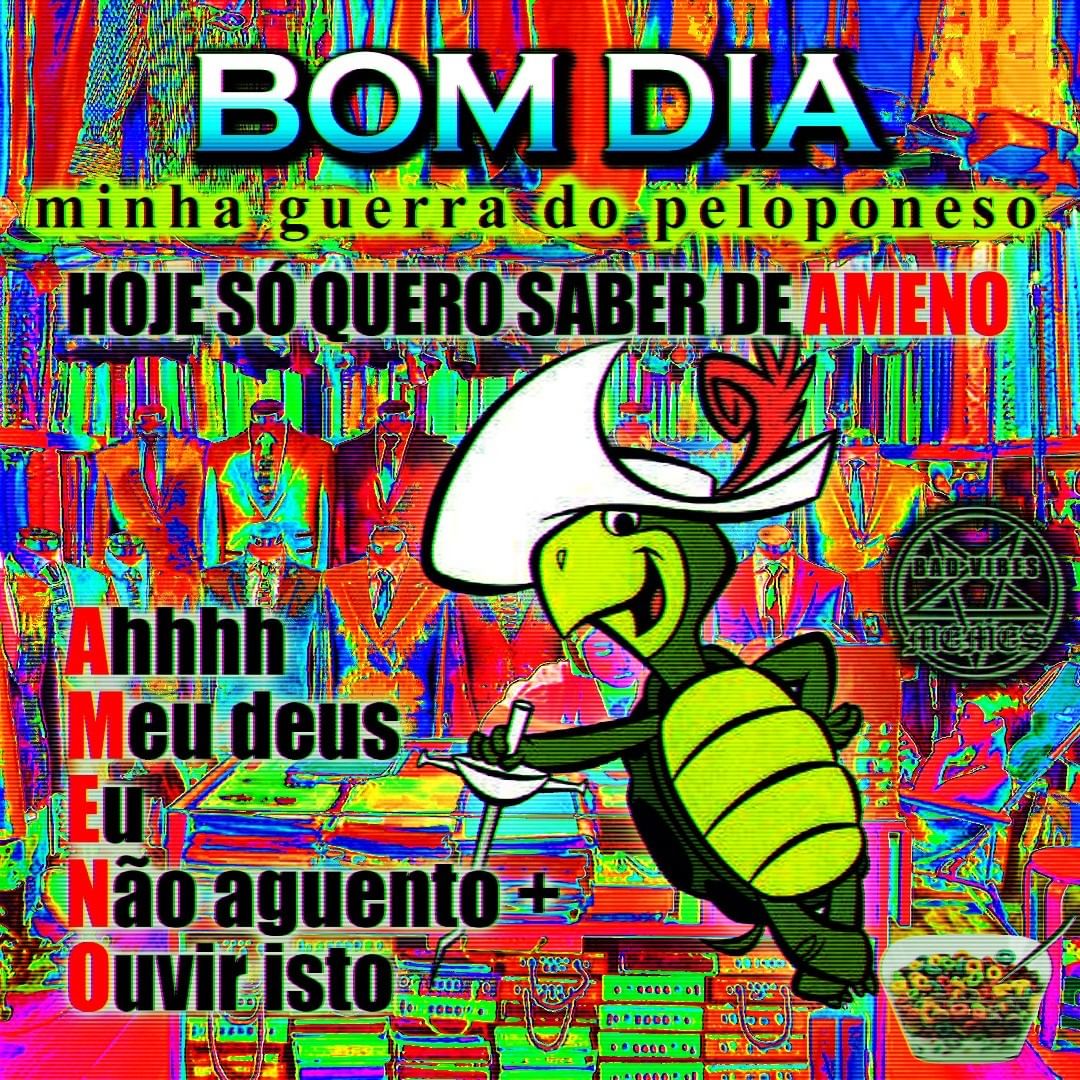 BOM DIA
minha guerra do peloponeso
HOJE SÓ QUERO SABER DE AMENO
BAD VIBES
MEMES
Ahhhh
Meu deus
Eu
Não aguento +
Ouvir isto